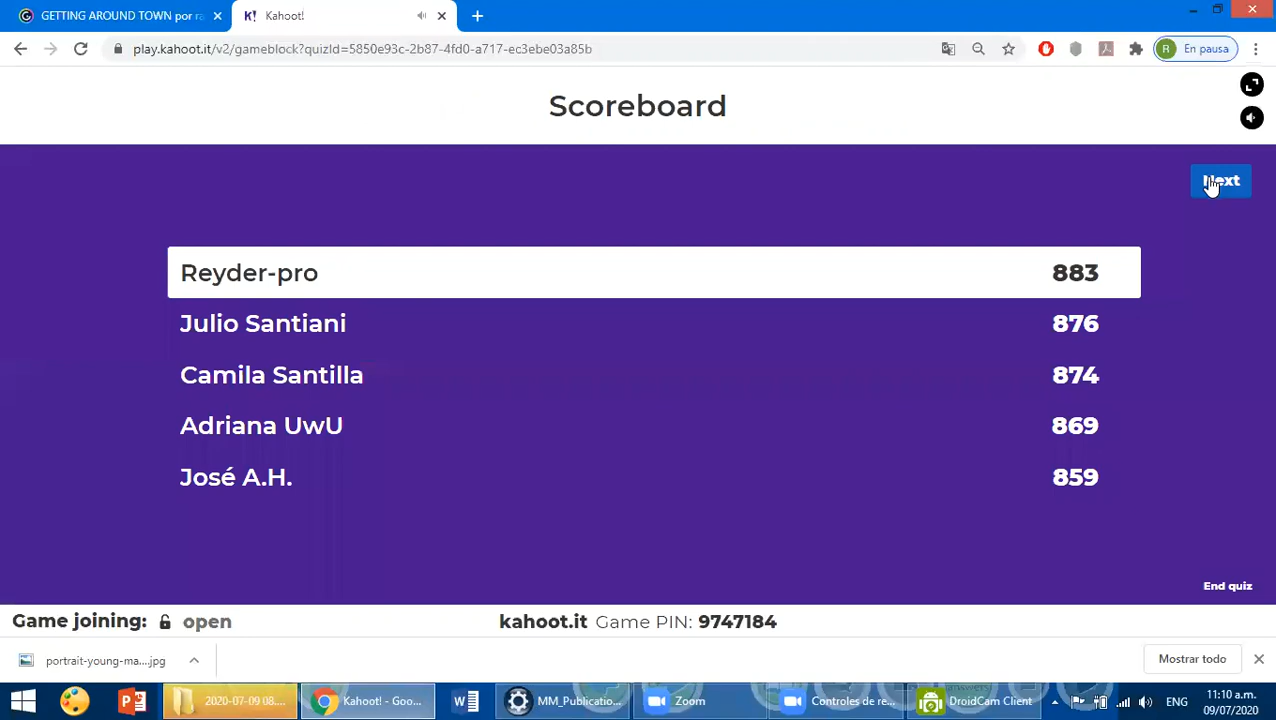 GETTING AROUND TOWN por ra
Kahoot!
play.kahoot.it/v2/gameblock?quizId=5850e93c-2b87-4fd0-a717-ec3ebe03a85b
R En pausa
Scoreboard
Next
Reyder-pro 883
Julio Santiani 876
Camila Santilla 874
Adriana UwU 869
José A.H. 859
End quiz
Game joining: open kahoot.it Game PIN: 9747184
portrait-young-ma....jpg Mostrar todo
2020-07-09 08.... Kahoot! - Goo... MM_Publicatio... Zoom Controles de re... DroidCam Client ENG 11:10 a.m.
09/07/2020